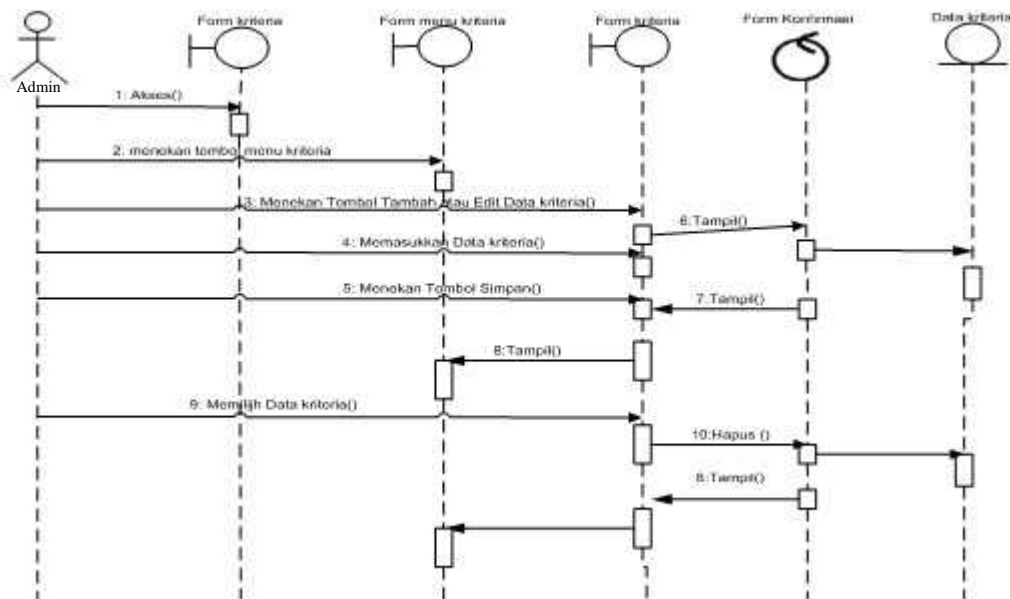 Form kriteria
Form menu kriteria
Form kriteria
Form Konfirmasi
Data kriteria
Admin
1: Akses()
2: menekan tombol menu kriteria
3: Menekan Tombol Tambah atau Edit Data kriteria()
6:Tampil()
4: Memasukkan Data kriteria()
5: Menekan Tombol Simpan()
7:Tampil()
8:Tampil()
9: Memilih Data kriteria()
10:Hapus ()
8:Tampil()